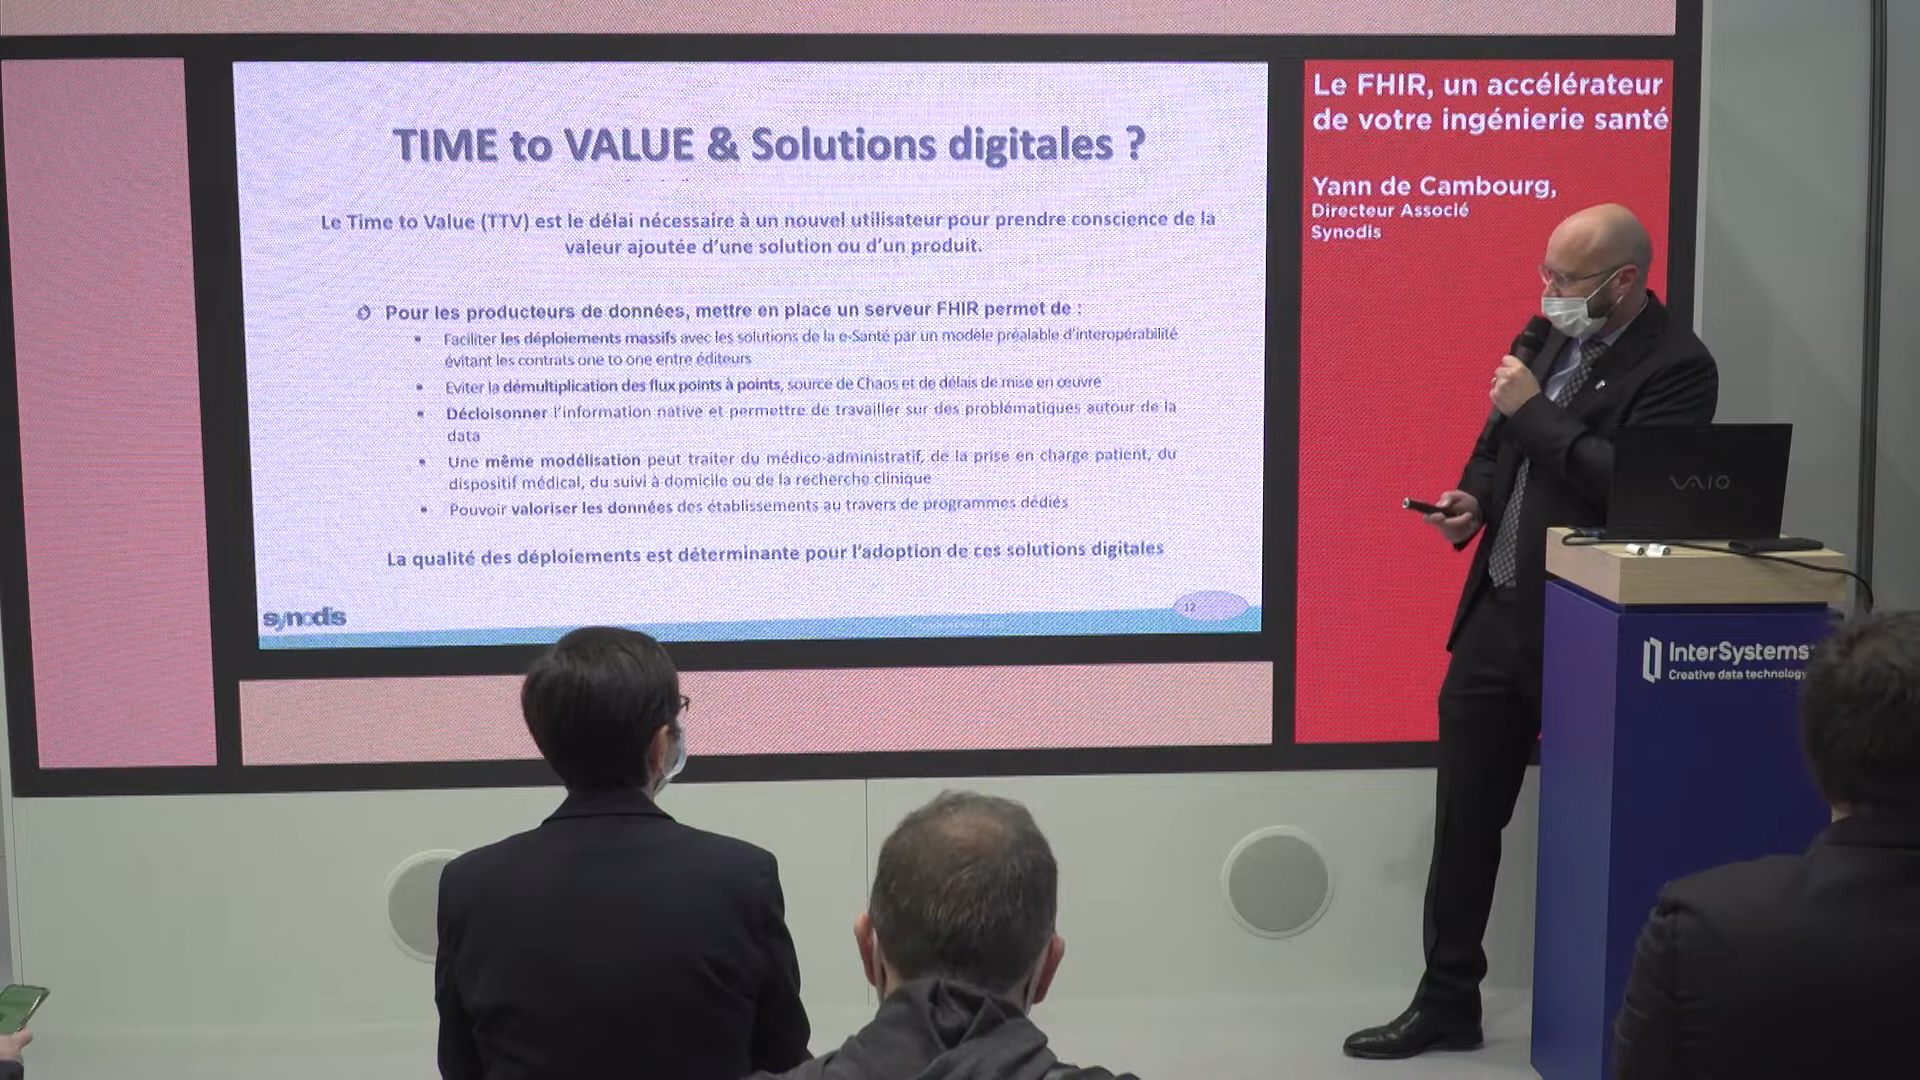 TIME to VALUE & Solutions digitales ?
Le Time to Value (TTV) est le délai nécessaire à un nouvel utilisateur pour prendre conscience de la
valeur ajoutée d'une solution ou d'un produit.
Pour les producteurs de données, mettre en place un serveur FHIR permet de :
Faciliter les déploiements massifs avec les solutions de la e-Santé par un modèle préalable d'interopérabilité
évitant les contrats one to one entre éditeurs
Eviter la démultiplication des flux points à points, source de Chaos et de délais de mise en œuvre
Décloisonner l'information native et permettre de travailler sur des problématiques autour de la
data
Une même modélisation peut traiter du médico-administratif, de la prise en charge patient, du
dispositif médical, du suivi à domicile ou de la recherche clinique
Pouvoir valoriser les données des établissements au travers de programmes dédiés
La qualité des déploiements est déterminante pour l'adoption de ces solutions digitales
synodis
12
Le FHIR, un accélérateur
de votre ingénierie santé
Yann de Cambourg,
Directeur Associé
Synodis
VAIO
InterSystems
Creative data technology